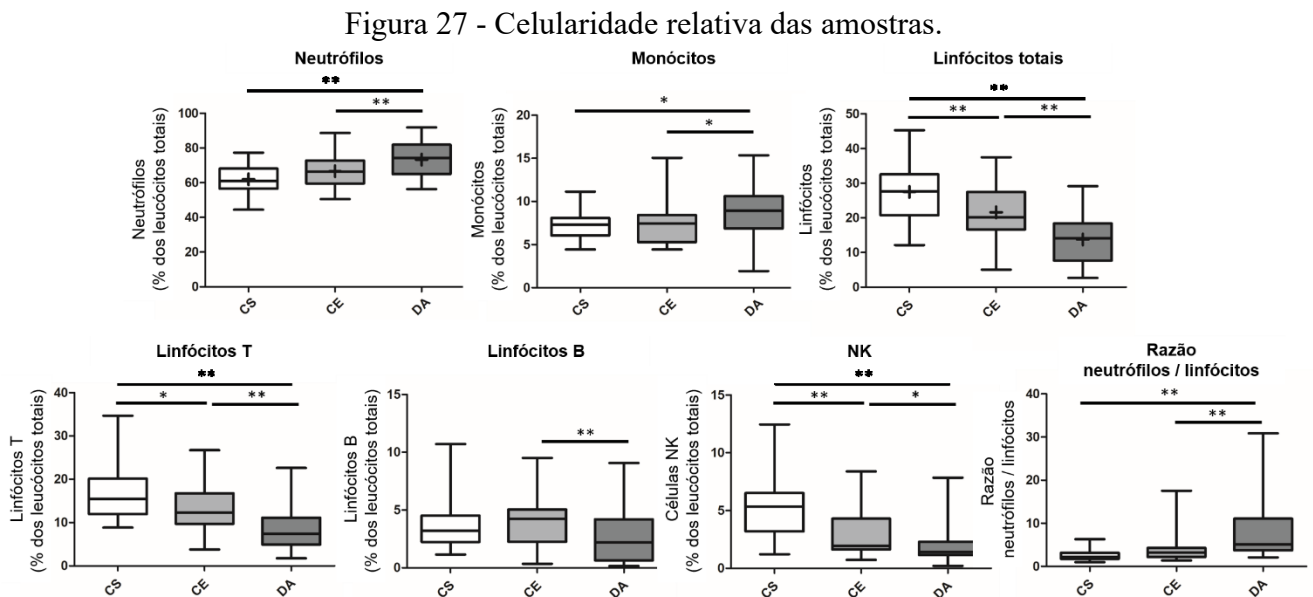 Figura 27 - Celularidade relativa das amostras.
Neutrófilos
**
**
Neutrófilos
(% dos leucócitos totais)
100
80
60
40
20
0
CS
CE
DA
Monócitos
*
*
Monócitos
(% dos leucócitos totais)
20
15
10
5
0
CS
CE
DA
Linfócitos totais
**
**
**
Linfócitos
(% dos leucócitos totais)
50
40
30
20
10
0
CS
CE
DA
Linfócitos T
**
*
**
Linfócitos T
(% dos leucócitos totais)
40
30
20
10
0
CS
CE
DA
Linfócitos B
**
Linfócitos B
(% dos leucócitos totais)
15
10
5
0
CS
CE
DA
NK
**
**
*
Células NK
(% dos leucócitos totais)
15
10
5
0
CS
CE
DA
Razão
neutrófilos / linfócitos
**
**
Razão
neutrófilos / linfócitos
40
30
20
10
0
CS
CE
DA